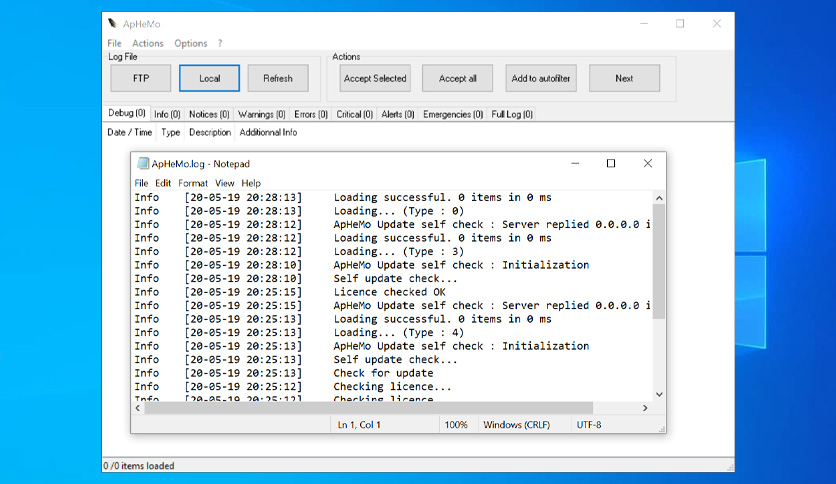 ApHeMo
File Actions Options ?
Log File Actions
FTP Local Refresh Accept Selected Accept all Add to autofilter Next
Debug (0) Info (0) Notices (0) Warnings (0) Errors (0) Critical (0) Alerts (0) Emergencies (0) Full Log (0)
Date / Time Type Description Additionnal Info
ApHeMo.log - Notepad
File Edit Format View Help
Info [20-05-19 20:28:13] Loading successful. 0 items in 0 ms
Info [20-05-19 20:28:13] Loading... (Type : 0)
Info [20-05-19 20:28:12] ApHeMo Update self check : Server replied 0.0.0.0 i
Info [20-05-19 20:28:12] Loading successful. 0 items in 0 ms
Info [20-05-19 20:28:12] Loading... (Type : 3)
Info [20-05-19 20:28:10] ApHeMo Update self check : Initialization
Info [20-05-19 20:28:10] Self update check...
Info [20-05-19 20:25:15] Licence checked OK
Info [20-05-19 20:25:15] ApHeMo Update self check : Server replied 0.0.0.0 i
Info [20-05-19 20:25:13] Loading successful. 0 items in 0 ms
Info [20-05-19 20:25:13] Loading... (Type : 4)
Info [20-05-19 20:25:13] ApHeMo Update self check : Initialization
Info [20-05-19 20:25:13] Self update check...
Info [20-05-19 20:25:13] Check for update
Info [20-05-19 20:25:12] Checking licence...
Info [20-05-19 20:25:12] Checking licence
Ln 1, Col 1 100% Windows (CRLF) UTF-8
0 /0 items loaded